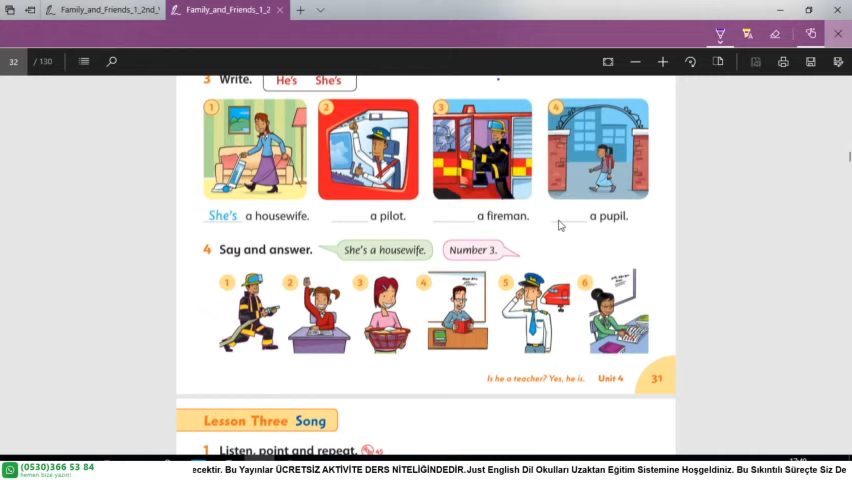 Family_and_Friends_1_2nd_
Family_and_Friends_1_2
32 / 130
3 Write. He's She's
1 2 3 4
She's a housewife. ______ a pilot. ______ a fireman. ______ a pupil.
4 Say and answer. She's a housewife. Number 3.
1 2 3 4 5 6
Is he a teacher? Yes, he is. Unit 4 31
Lesson Three Song
1 Listen, point and repeat. 45
(0530)366 53 84
hemen bize yazın!
ecektir. Bu Yayınlar ÜCRETSİZ AKTİVİTE DERS NİTELİĞİNDEDİR.Just English Dil Okulları Uzaktan Eğitim Sistemine Hoşgeldiniz. Bu Sıkıntılı Süreçte Siz De